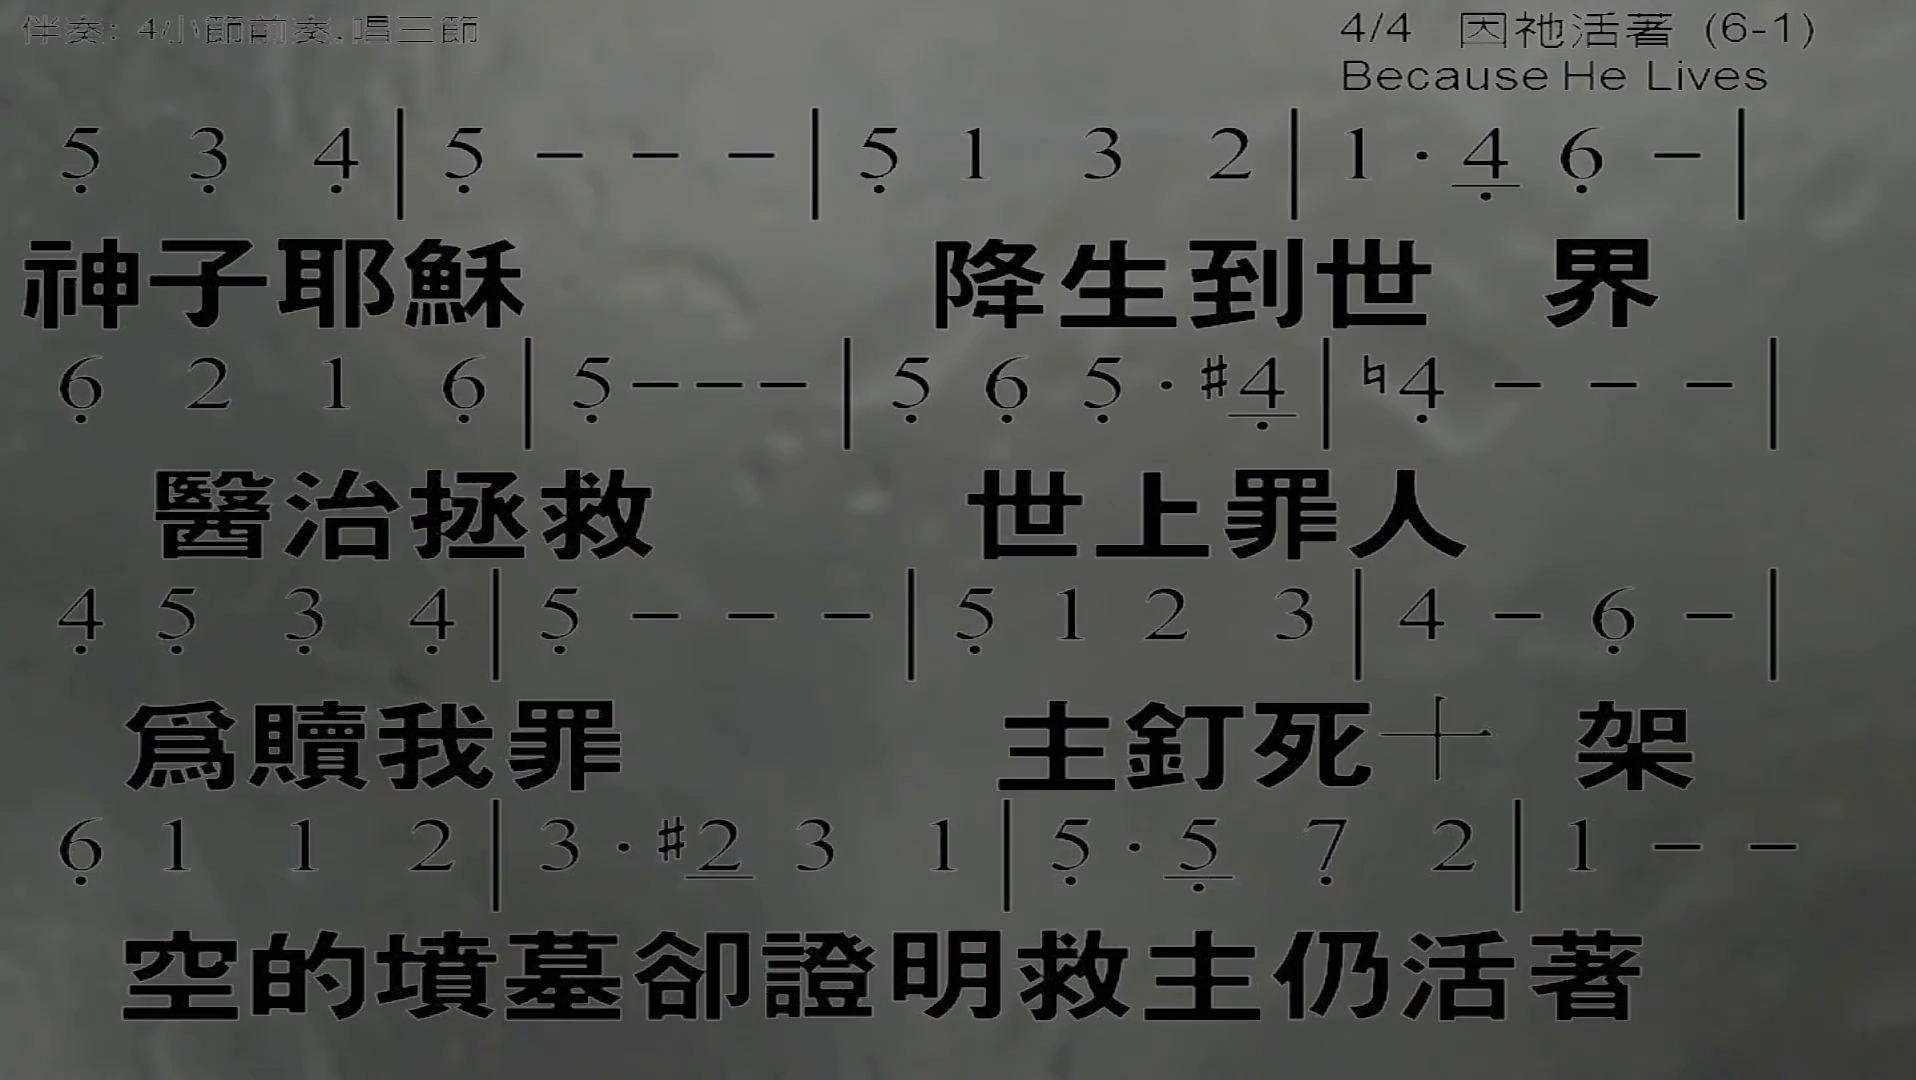 伴奏: 4小節前奏.唱三節
4/4 因祂活著 (6-1)
Because He Lives
5̣ 3̣ 4̣ | 5̣ – – – | 5̣ 1 3 2 | 1 · 4̣ 6̣ – |
神子耶穌 降生到世 界
6̣ 2 1 6̣ | 5̣ – – – | 5̣ 6̣ 5̣ · #4̣ | ♮4̣ – – – |
醫治拯救 世上罪人
4̣ 5̣ 3̣ 4̣ | 5̣ – – – | 5̣ 1 2 3 | 4 – 6̣ – |
爲贖我罪 主釘死十 架
6̣ 1 1 2 | 3 · #2 3 1 | 5̣ · 5̣ 7̣ 2 | 1 – –
空的墳墓卻證明救主仍活著